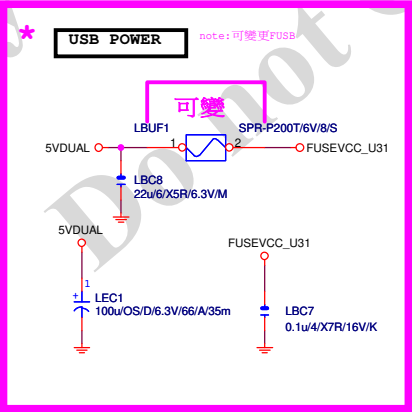 *
USB POWER
note:可變更FUSB
可變
LBUF1
SPR-P200T/6V/8/S
5VDUAL
1
2
FUSEVCC_U31
LBC8
22u/6/X5R/6.3V/M
5VDUAL
FUSEVCC_U31
1
+
LEC1
100u/OS/D/6.3V/66/A/35m
LBC7
0.1u/4/X7R/16V/K
Do not